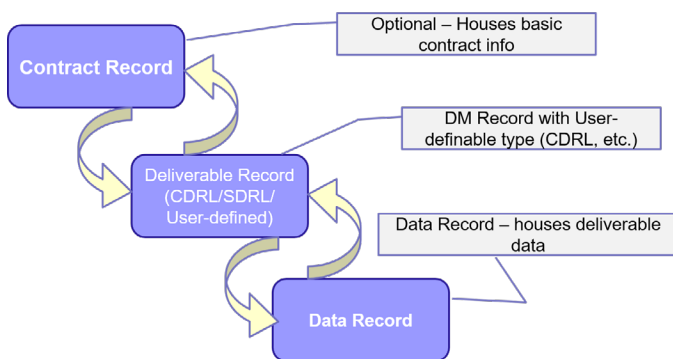 Optional – Houses basic
contract info
Contract Record
DM Record with User-
definable type (CDRL, etc.)
Deliverable Record
(CDRL/SDRL/
User-defined)
Data Record – houses deliverable
data
Data Record